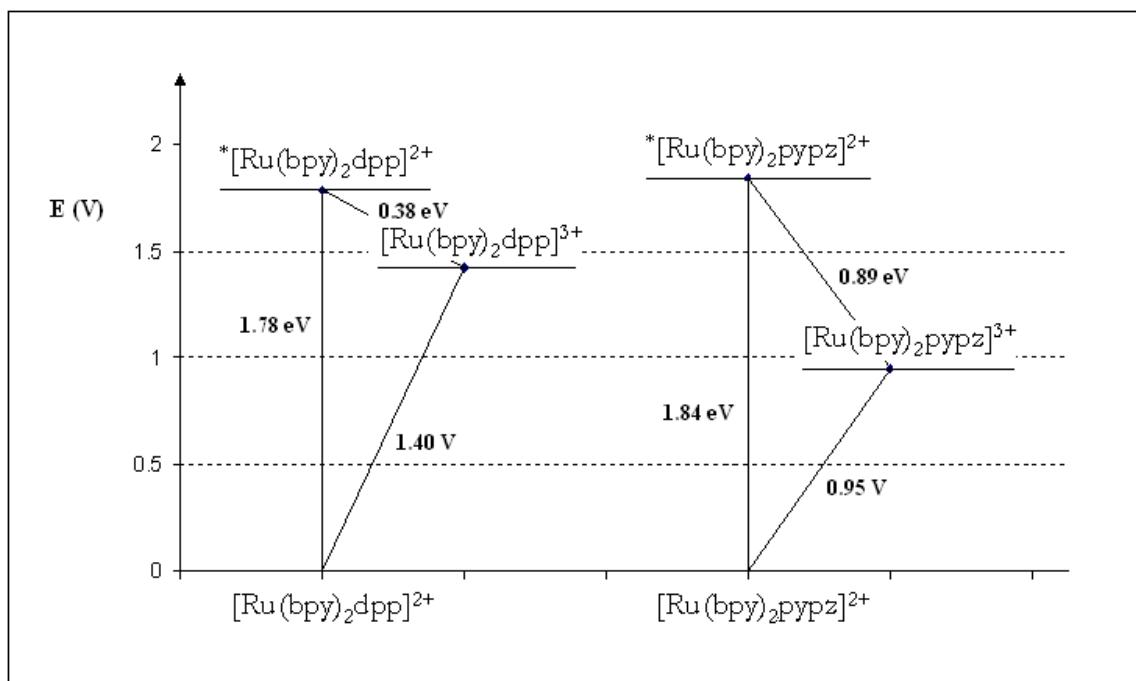 2
*[Ru(bpy)₂dpp]²⁺
*[Ru(bpy)₂pypz]²⁺
E (V)
0.38 eV
1.5
[Ru(bpy)₂dpp]³⁺
0.89 eV
1.78 eV
1
[Ru(bpy)₂pypz]³⁺
1.84 eV
1.40 V
0.5
0.95 V
0
[Ru(bpy)₂dpp]²⁺
[Ru(bpy)₂pypz]²⁺